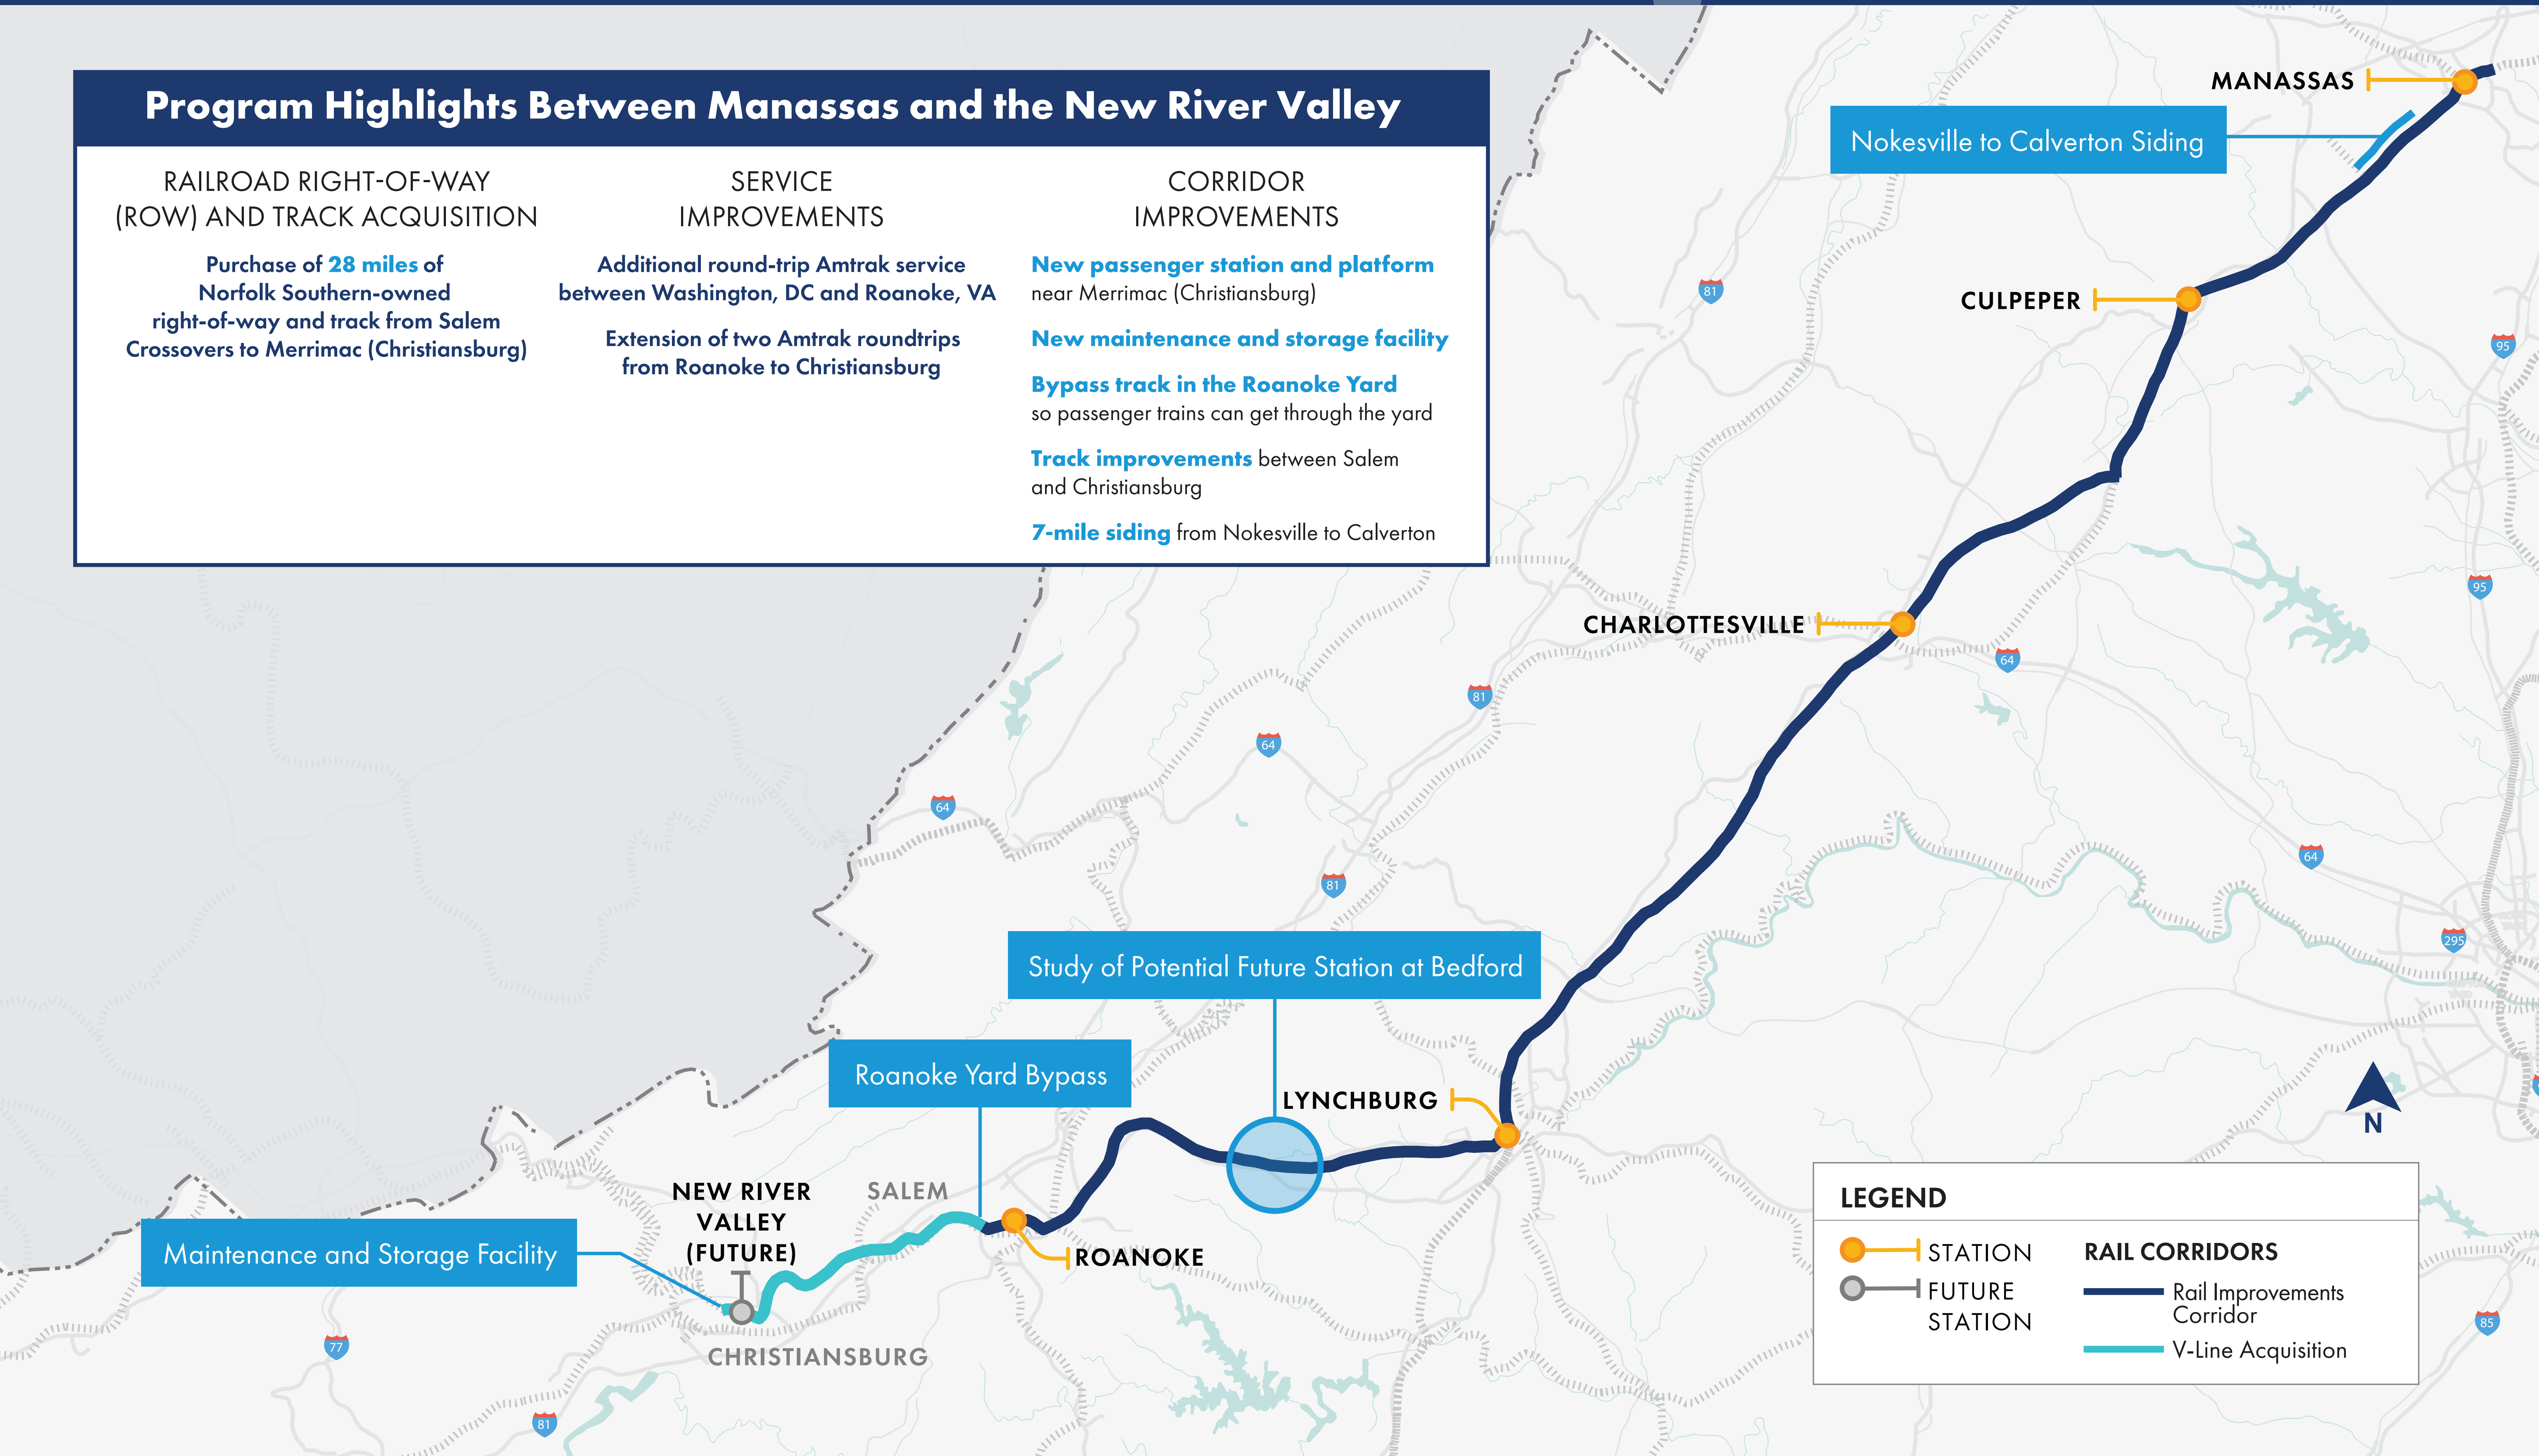 Program Highlights Between Manassas and the New River Valley
RAILROAD RIGHT-OF-WAY
(ROW) AND TRACK ACQUISITION
Purchase of 28 miles of
Norfolk Southern-owned
right-of-way and track from Salem
Crossovers to Merrimac (Christiansburg)
SERVICE
IMPROVEMENTS
Additional round-trip Amtrak service
between Washington, DC and Roanoke, VA
Extension of two Amtrak roundtrips
from Roanoke to Christiansburg
CORRIDOR
IMPROVEMENTS
New passenger station and platform
near Merrimac (Christiansburg)
New maintenance and storage facility
Bypass track in the Roanoke Yard
so passenger trains can get through the yard
Track improvements between Salem
and Christiansburg
7-mile siding from Nokesville to Calverton
MANASSAS
Nokesville to Calverton Siding
81
CULPEPER
95
95
CHARLOTTESVILLE
64
81
64
64
64
81
295
Study of Potential Future Station at Bedford
Roanoke Yard Bypass
LYNCHBURG
N
NEW RIVER
VALLEY
(FUTURE)
SALEM
Maintenance and Storage Facility
ROANOKE
77
CHRISTIANSBURG
81
85
LEGEND
STATION
FUTURE
STATION
RAIL CORRIDORS
Rail Improvements
Corridor
V-Line Acquisition